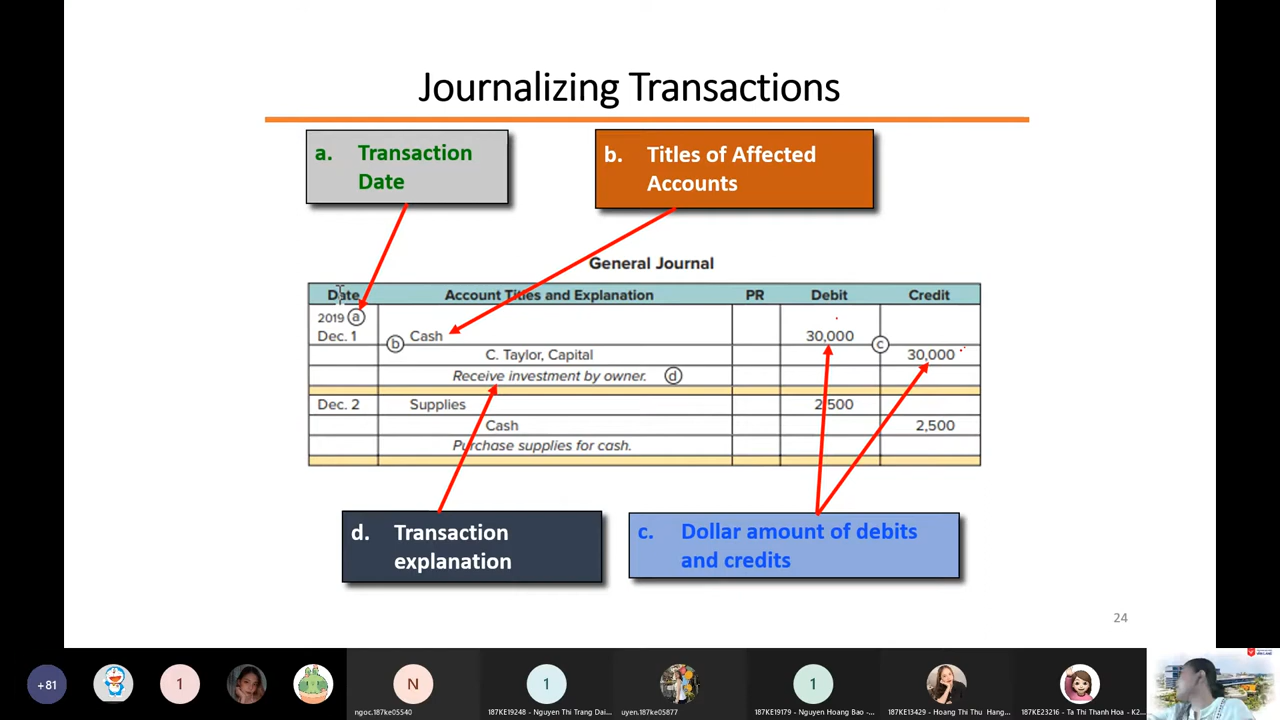 Journalizing Transactions
a. Transaction
Date
b. Titles of Affected
Accounts
General Journal
Date Account Titles and Explanation PR Debit Credit
2019 a
Dec. 1 b Cash 30,000 c
C. Taylor, Capital 30,000
Receive investment by owner. d
Dec. 2 Supplies 2,500
Cash 2,500
Purchase supplies for cash.
d. Transaction
explanation
c. Dollar amount of debits
and credits
24
+81
1
N
1
1
ngoc.187ke05540
187KE19248 - Nguyen Thi Trang Dai...
uyen.187ke05877
187KE19179 - Nguyen Hoang Bao -...
187KE13429 - Hoang Thi Thu Hang...
187KE23216 - Ta Thi Thanh Hoa - K2...